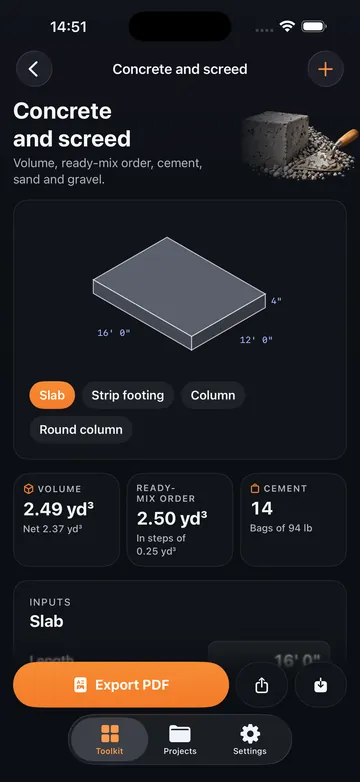 14:51
Concrete and screed
Concrete
and screed
Volume, ready-mix order, cement,
sand and gravel.
4"
16' 0"
12' 0"
Slab
Strip footing
Column
Round column
VOLUME
2.49 yd³
Net 2.37 yd³
READY-
MIX ORDER
2.50 yd³
In steps of
0.25 yd³
CEMENT
14
Bags of 94 lb
INPUTS
Slab
Length
16' 0"
Export PDF
Toolkit
Projects
Settings